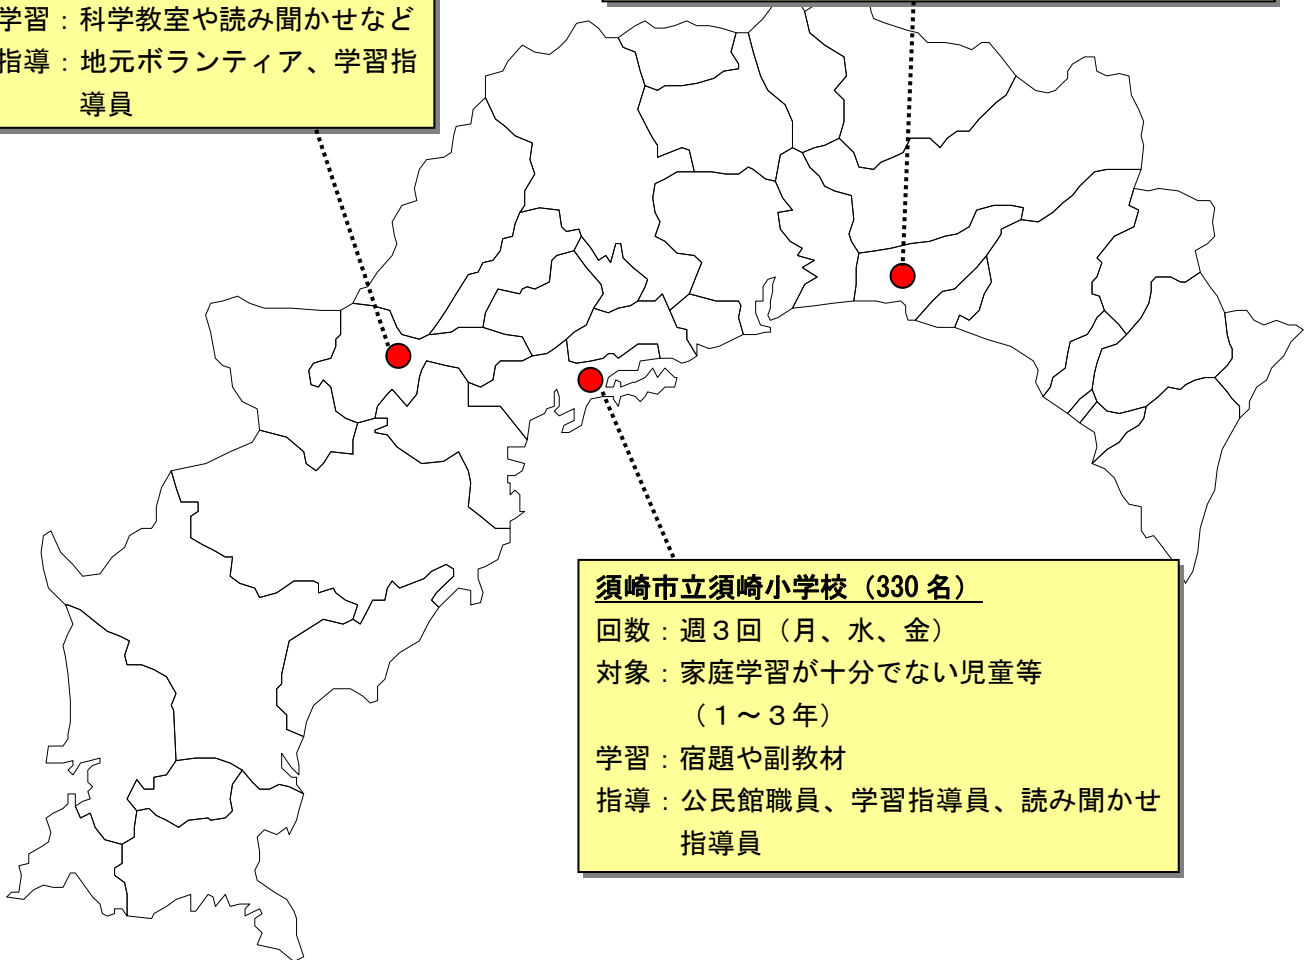 学習：科学教室や読み聞かせなど
指導：地元ボランティア、学習指
導員
須崎市立須崎小学校（330 名）
回数：週３回（月、水、金）
対象：家庭学習が十分でない児童等
（１～３年）
学習：宿題や副教材
指導：公民館職員、学習指導員、読み聞かせ
指導員